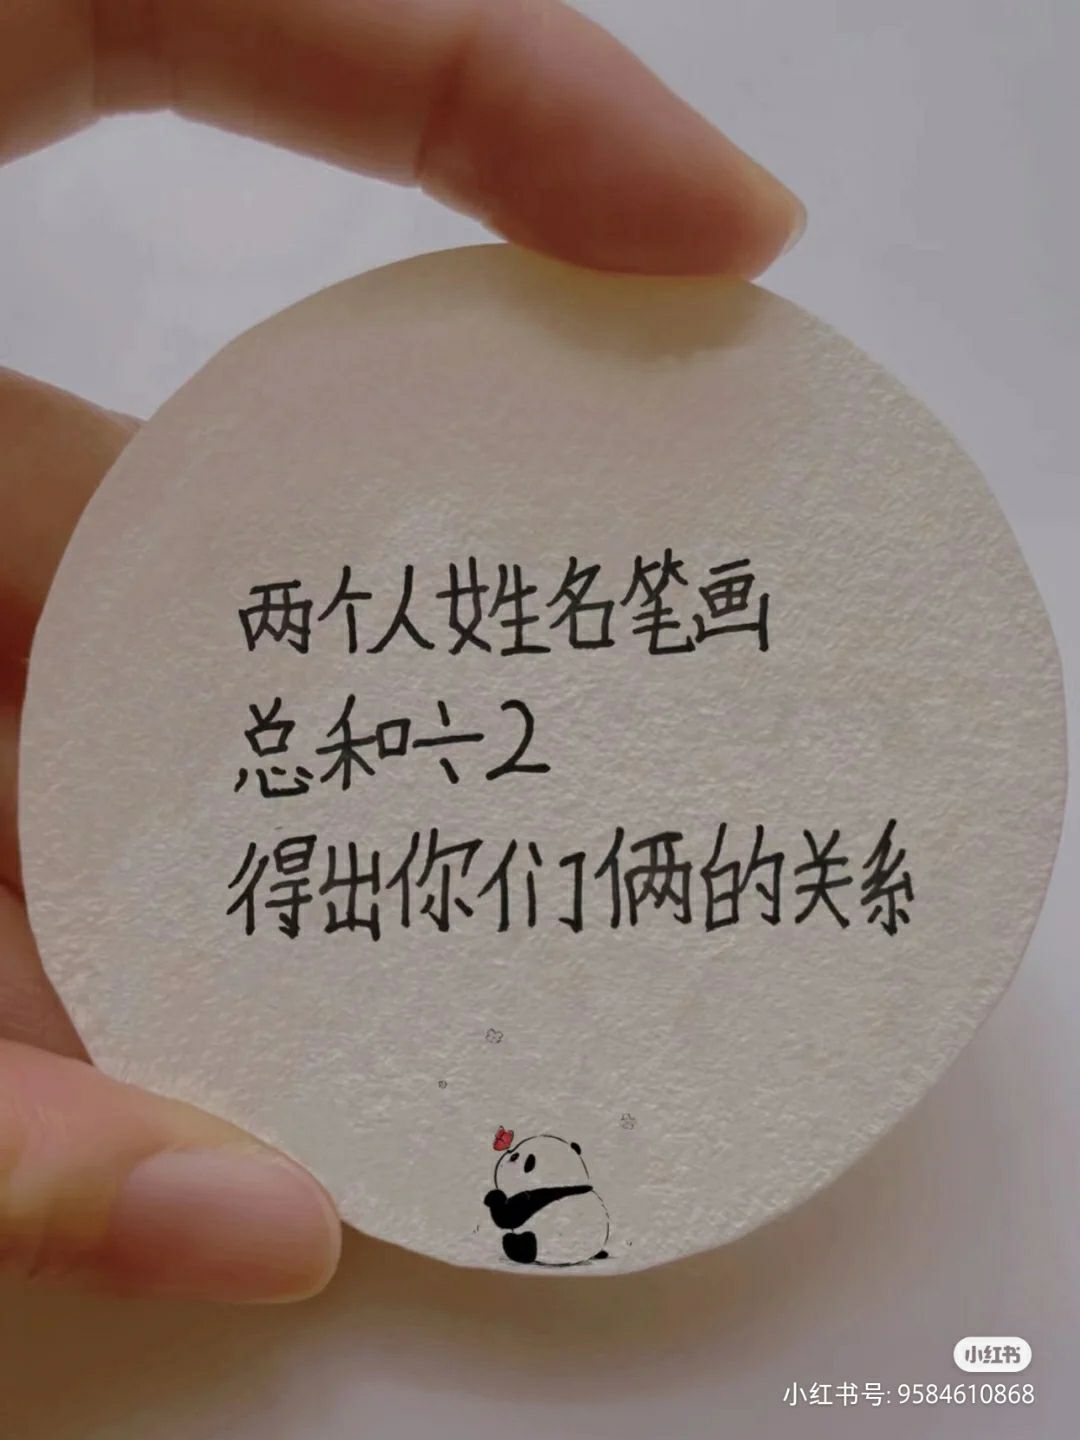 两个人姓名笔画
总和÷2
得出你们俩的关系
小红书
小红书号: 9584610868